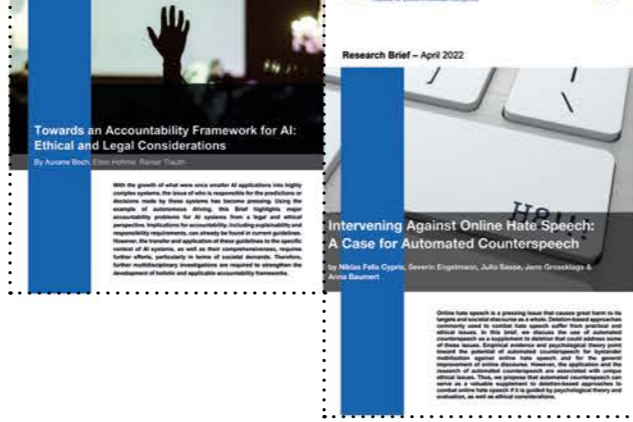 Towards an Accountability Framework for AI:
Ethical and Legal Considerations
By Auxane Boch, Ellen Hohma, Rainer Trauth
With the growth of what were once smaller AI applications into highly
complex systems, the issue of who is responsible for the predictions or
decisions made by these systems has become pressing. Using the
example of autonomous driving, this Brief highlights major
accountability problems for AI systems from a legal and ethical
perspective. Implications for accountability, including explainability and
responsibility requirements, can already be found in current guidelines.
However, the transfer and application of these guidelines to the specific
context of AI systems, as well as their comprehensiveness, requires
further efforts, particularly in terms of societal demands. Therefore,
further multidisciplinary investigations are required to strengthen the
development of holistic and applicable accountability frameworks.
Research Brief – April 2022
Intervening Against Online Hate Speech:
A Case for Automated Counterspeech
by Niklas Felix Cypris, Severin Engelmann, Julia Sasse, Jens Grossklags &
Anna Baumert
Online hate speech is a pressing issue that causes great harm to its
targets and societal discourse as a whole. Deletion-based approaches
commonly used to combat hate speech suffer from practical and
ethical issues. In this brief, we discuss the use of automated
counterspeech as a supplement to deletion that could address some
of these issues. Empirical evidence and psychological theory point
toward the potential of automated counterspeech for bystander
mobilization against online hate speech and for the general
improvement of online discourse. However, the application and the
research of automated counterspeech are associated with unique
ethical issues. Thus, we propose that automated counterspeech can
serve as a valuable supplement to deletion-based approaches to
combat online hate speech if it is guided by psychological theory and
evaluation, as well as ethical considerations.